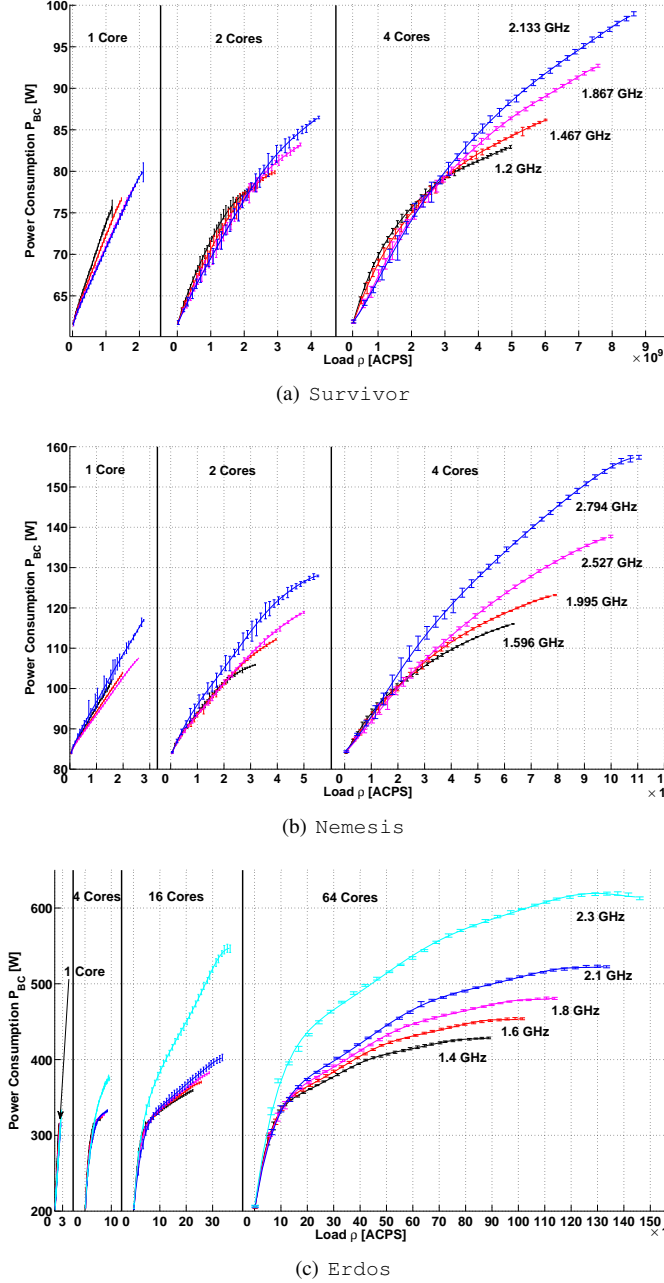 100
95
90
85
80
75
70
65
Power Consumption P_BC [W]
1 Core
2 Cores
4 Cores
2.133 GHz
1.867 GHz
1.467 GHz
1.2 GHz
0 1 2 0 1 2 3 4 0 1 2 3 4 5 6 7 8 9
Load ρ [ACPS]
× 10^9
(a) Survivor
160
150
140
130
120
110
100
90
80
Power Consumption P_BC [W]
1 Core
2 Cores
4 Cores
2.794 GHz
2.527 GHz
1.995 GHz
1.596 GHz
0 1 2 3 0 1 2 3 4 5 0 1 2 3 4 5 6 7 8 9 10 11
Load ρ [ACPS]
(b) Nemesis
600
500
400
300
200
Power Consumption P_BC [W]
4 Cores
16 Cores
64 Cores
1 Core
2.3 GHz
2.1 GHz
1.8 GHz
1.6 GHz
1.4 GHz
0 3 0 10 0 10 20 30 0 10 20 30 40 50 60 70 80 90 100 110 120 130 140 150
Load ρ [ACPS]
(c) Erdos